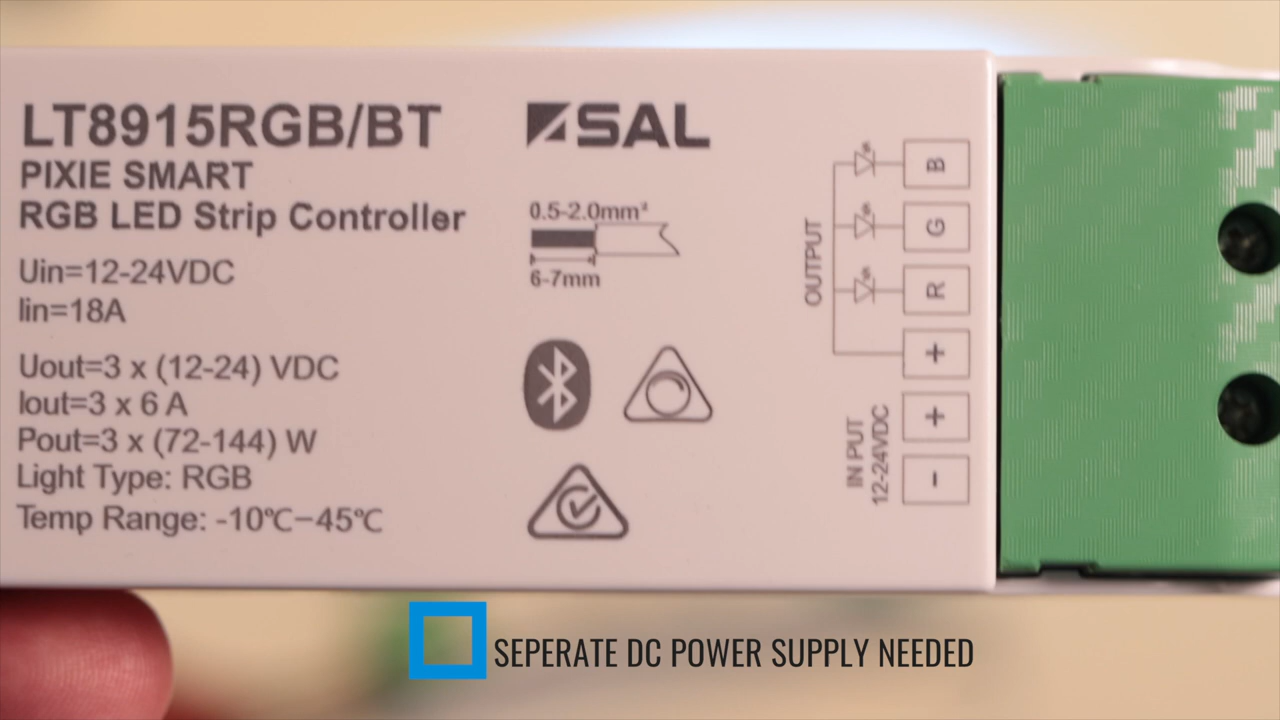 LT8915RGB/BT
PIXIE SMART
RGB LED Strip Controller
Uin=12-24VDC
Iin=18A
Uout=3 x (12-24) VDC
Iout=3 x 6 A
Pout=3 x (72-144) W
Light Type: RGB
Temp Range: -10℃-45℃
SAL
0.5-2.0mm²
6-7mm
OUTPUT
B
G
R
+
IN PUT
12-24VDC
+
-
SEPERATE DC POWER SUPPLY NEEDED